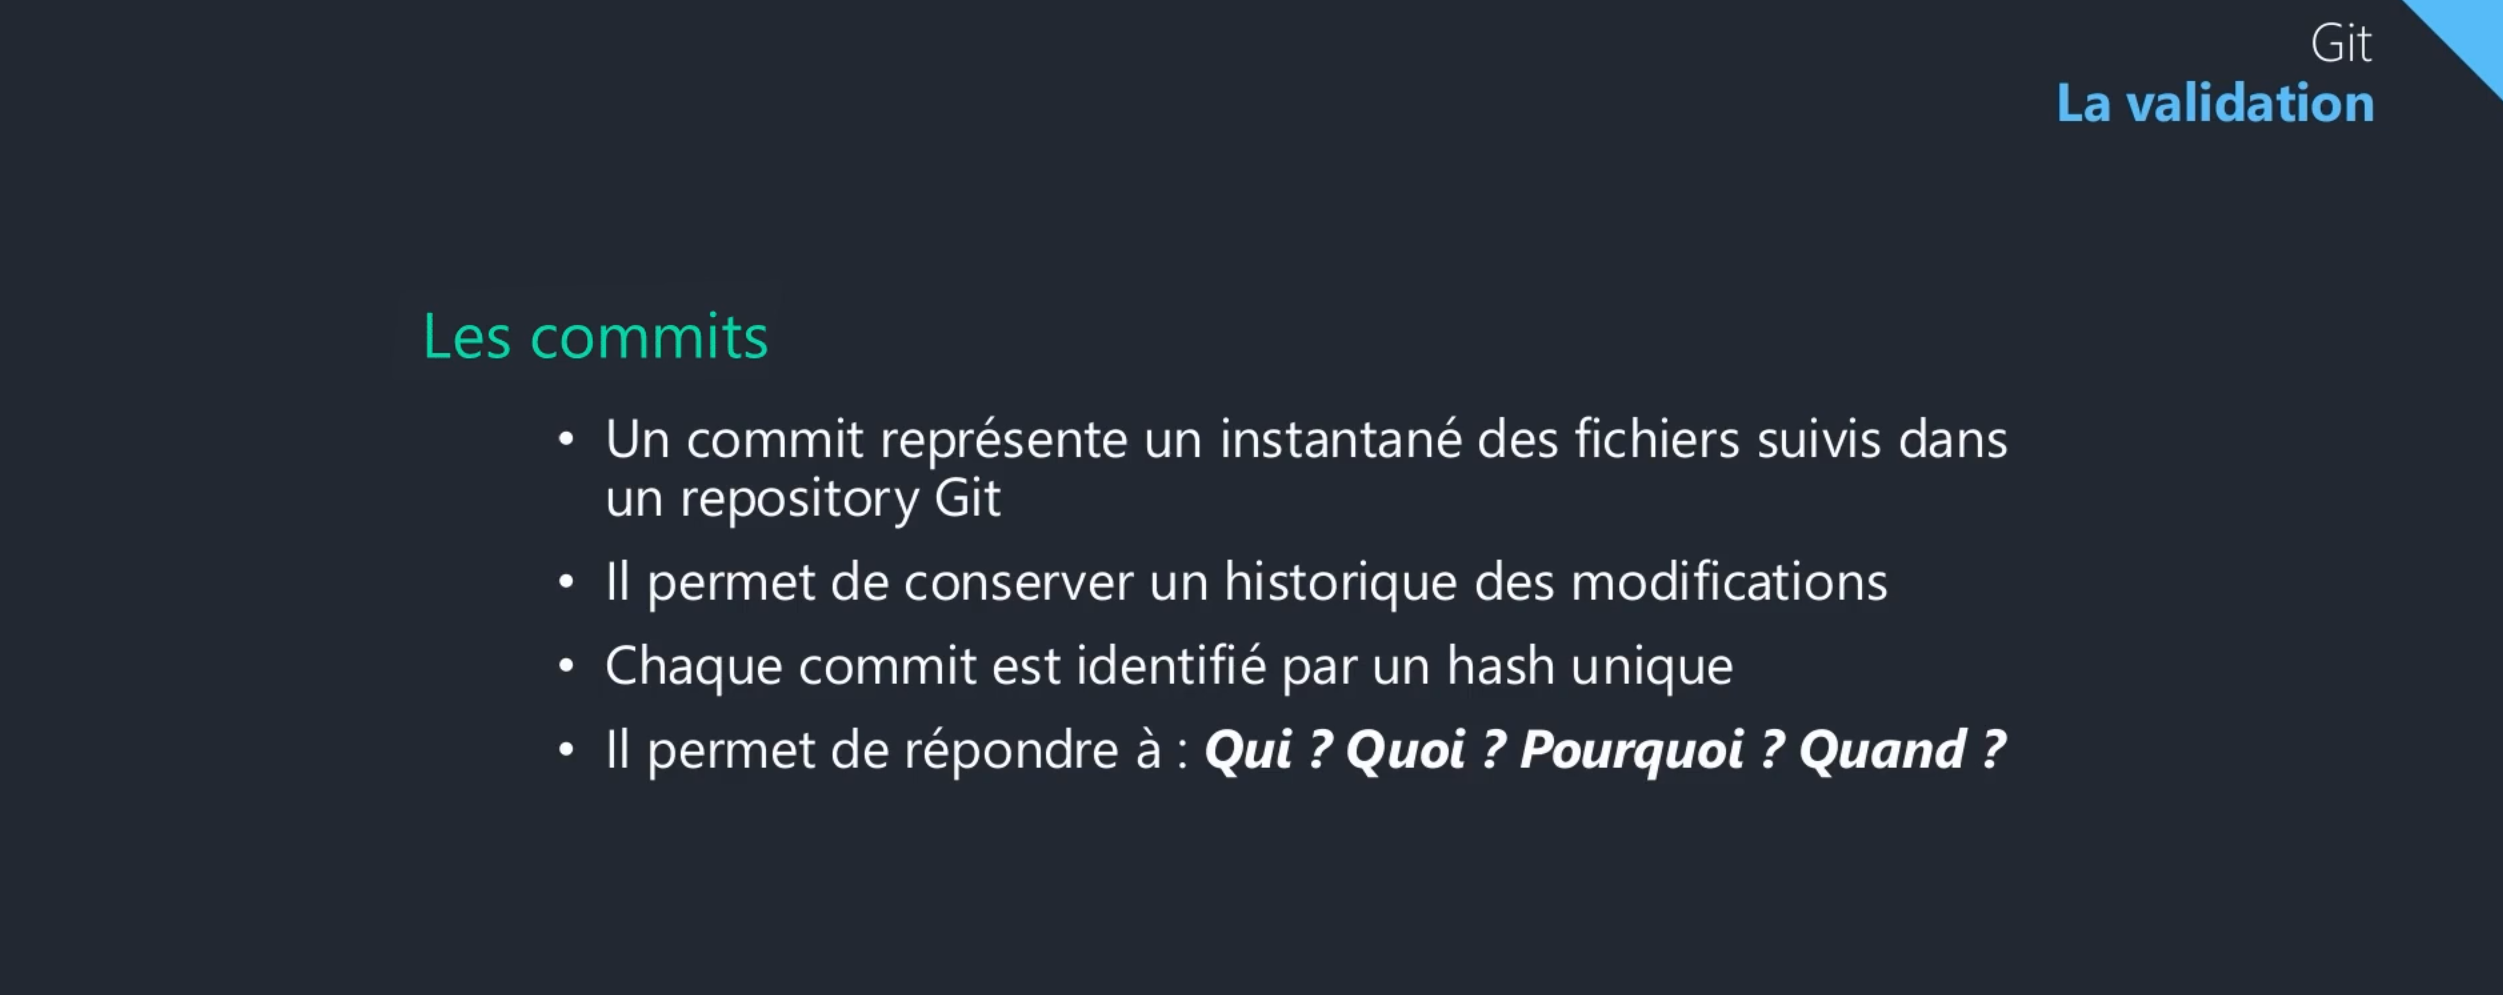 Git
La validation
Les commits
• Un commit représente un instantané des fichiers suivis dans
un repository Git
• Il permet de conserver un historique des modifications
• Chaque commit est identifié par un hash unique
• Il permet de répondre à : Qui ? Quoi ? Pourquoi ? Quand ?